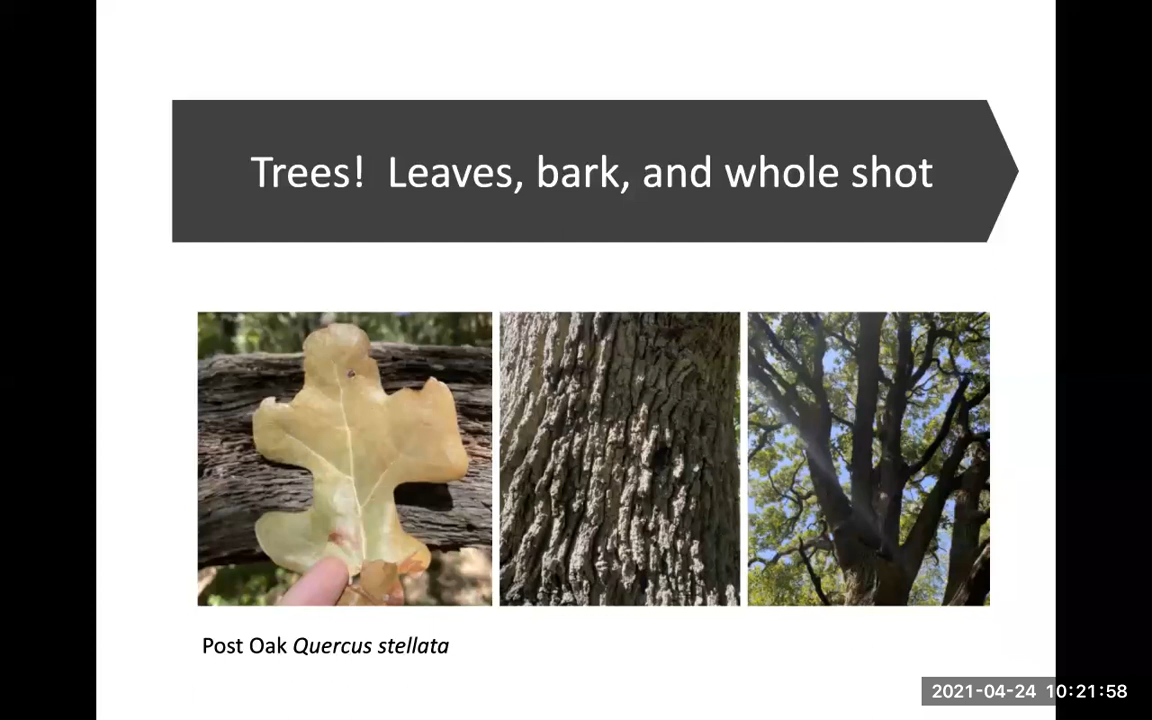 Trees!  Leaves, bark, and whole shot
Post Oak Quercus stellata
2021-04-24 10:21:58